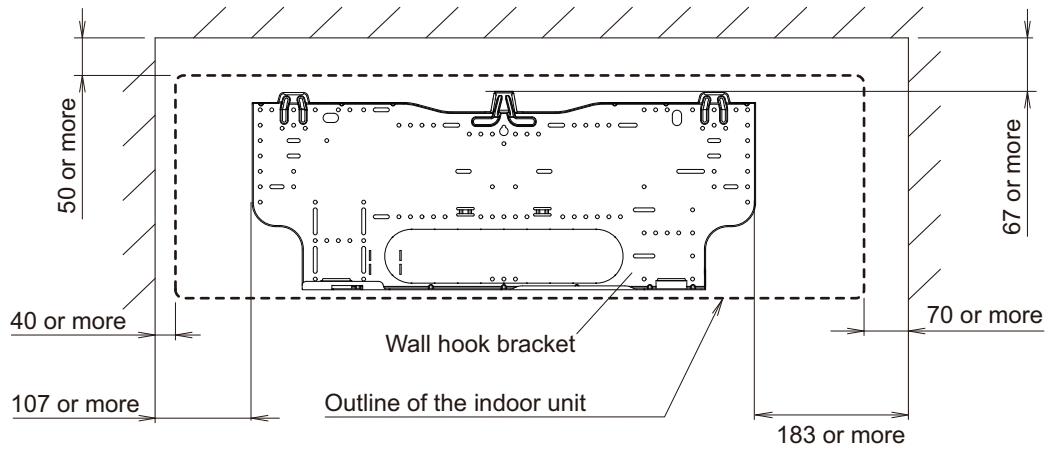 50 or more
67 or more
40 or more
70 or more
Wall hook bracket
107 or more
Outline of the indoor unit
183 or more